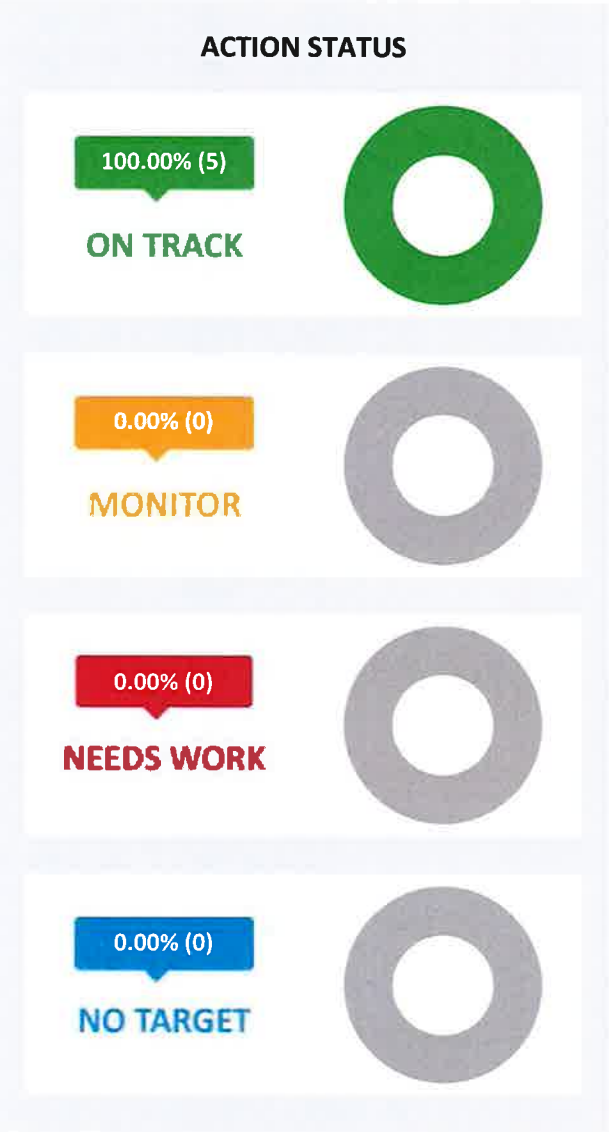 ACTION STATUS
100.00% (5)
ON TRACK
0.00% (0)
MONITOR
0.00% (0)
NEEDS WORK
0.00% (0)
NO TARGET